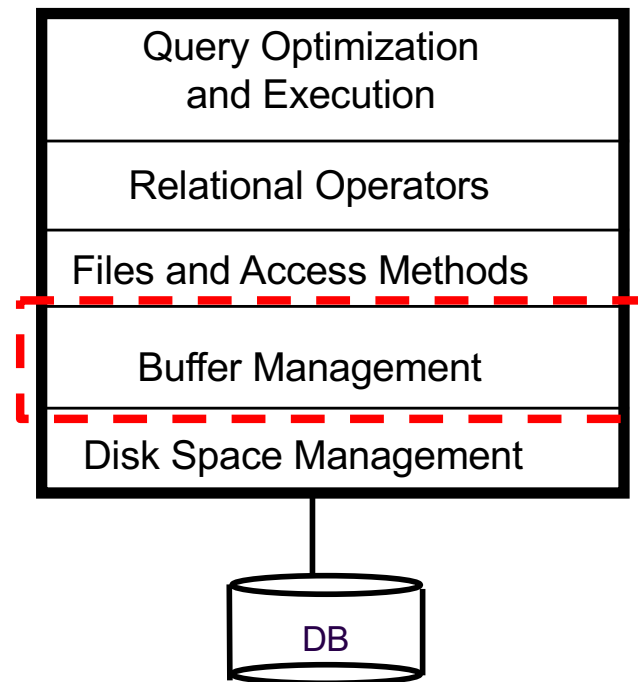 Query Optimization
and Execution
Relational Operators
Files and Access Methods
Buffer Management
Disk Space Management
DB